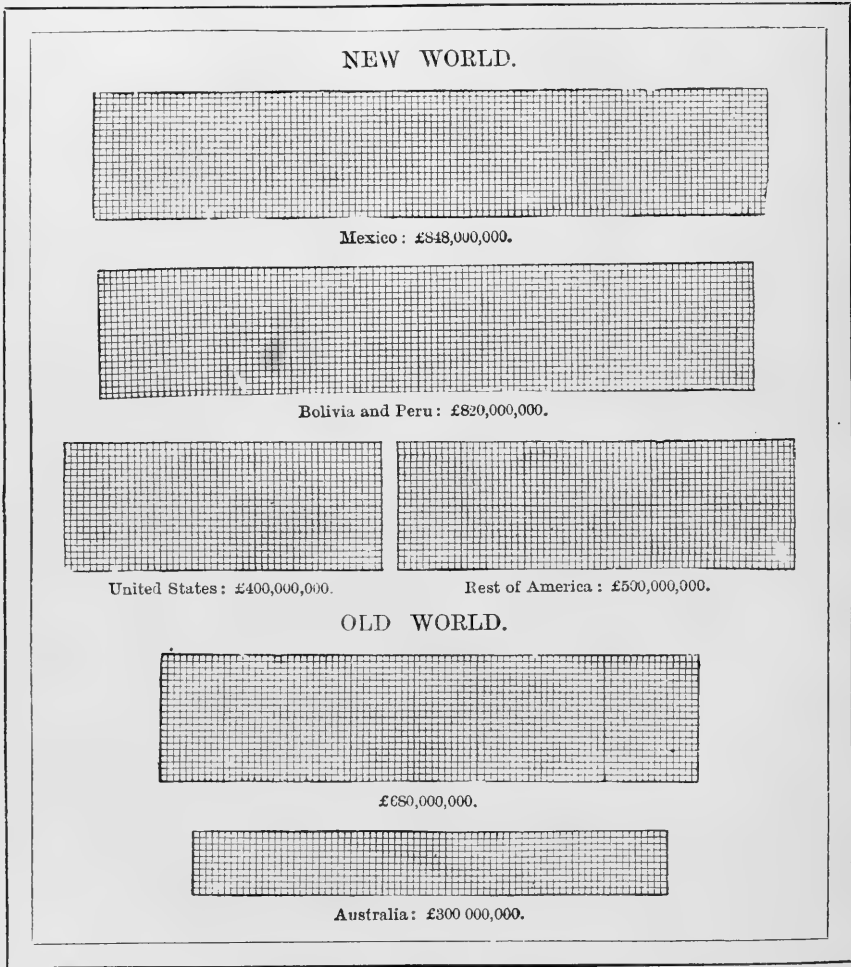 NEW WORLD.
Mexico: £848,000,000.
Bolivia and Peru: £820,000,000.
United States: £400,000,000.
Rest of America: £500,000,000.
OLD WORLD.
£680,000,000.
Australia: £300 000,000.